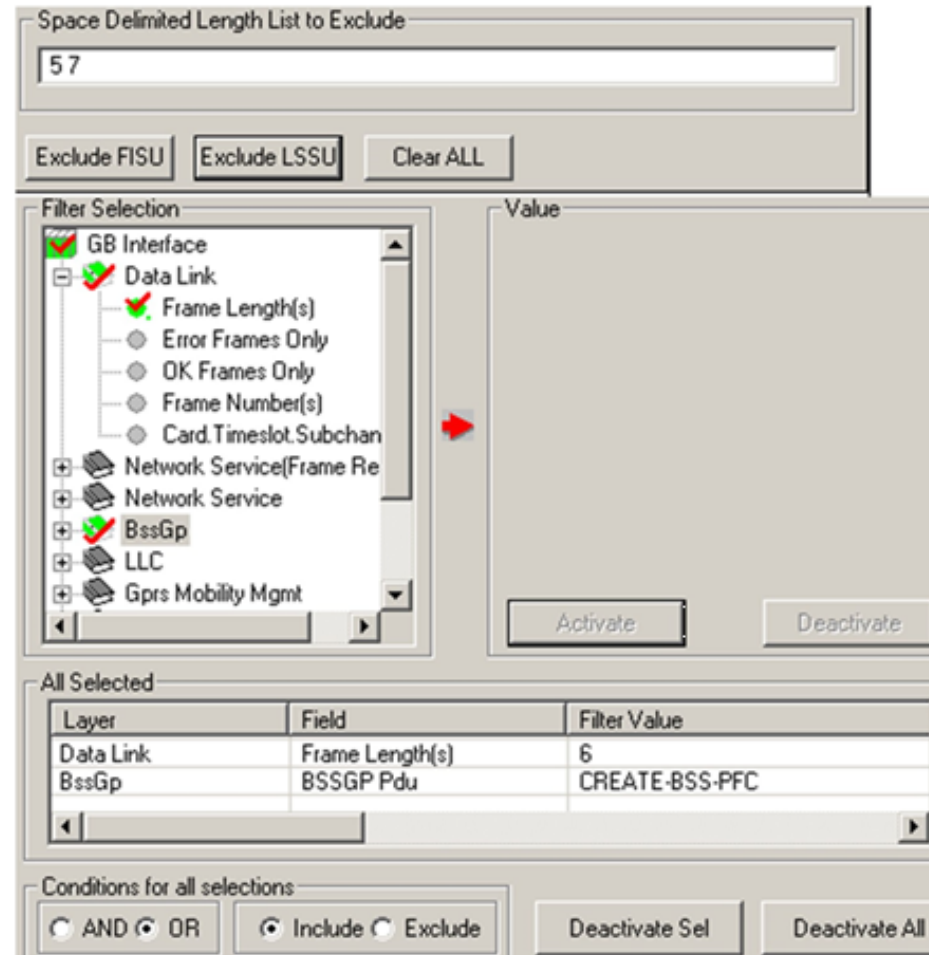 Space Delimited Length List to Exclude
5 7
Exclude FISU Exclude LSSU Clear ALL
Filter Selection Value
GB Interface
Data Link
Frame Length(s)
Error Frames Only
OK Frames Only
Frame Number(s)
Card.Timeslot.Subchan
Network Service(Frame Re
Network Service
BssGp
LLC
Gprs Mobility Mgmt
Activate Deactivate
All Selected
Layer Field Filter Value
Data Link Frame Length(s) 6
BssGp BSSGP Pdu CREATE-BSS-PFC
Conditions for all selections
AND OR Include Exclude Deactivate Sel Deactivate All